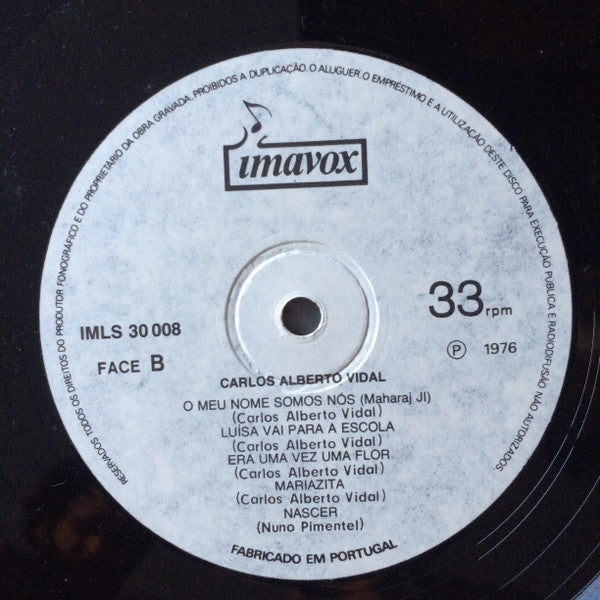 RESERVADOS TODOS OS DIREITOS DO PRODUTOR FONOGRÁFICO E DO PROPRIETÁRIO DA OBRA GRAVADA. PROIBIDOS A DUPLICAÇÃO. O ALUGUER. O EMPRÉSTIMO E A UTILIZAÇÃO DESTE DISCO PARA EXECUÇÃO PÚBLICA E RADIODIFUSÃO NÃO AUTORIZADOS.
imavox
IMLS 30 008
33 rpm
FACE B
Ⓟ 1976
CARLOS ALBERTO VIDAL
O MEU NOME SOMOS NÓS (Maharaj JI)
(Carlos Alberto Vidal)
LUÍSA VAI PARA A ESCOLA
(Carlos Alberto Vidal)
ERA UMA VEZ UMA FLOR
(Carlos Alberto Vidal)
MARIAZITA
(Carlos Alberto Vidal)
NASCER
(Nuno Pimentel)
FABRICADO EM PORTUGAL